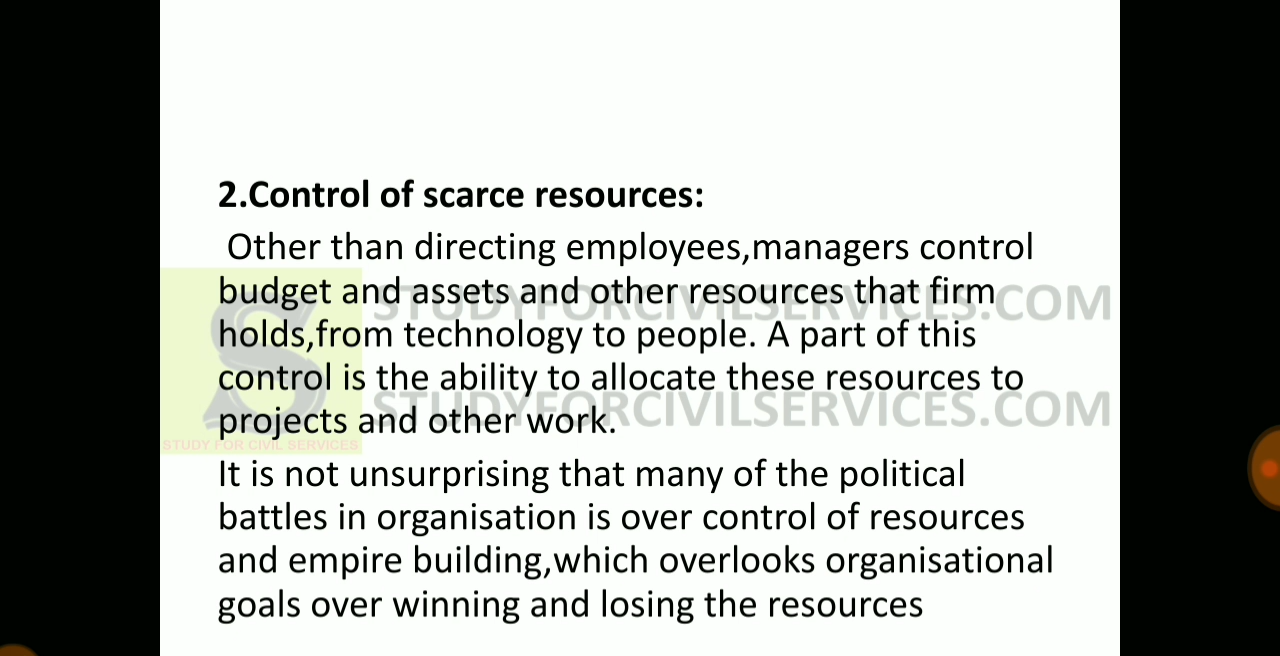 2.Control of scarce resources:
Other than directing employees,managers control
budget and assets and other resources that firm
holds,from technology to people. A part of this
control is the ability to allocate these resources to
projects and other work.
It is not unsurprising that many of the political
battles in organisation is over control of resources
and empire building,which overlooks organisational
goals over winning and losing the resources
STUDYFORCIVILSERVICES.COM
STUDYFORCIVILSERVICES.COM
STUDY FOR CIVIL SERVICES